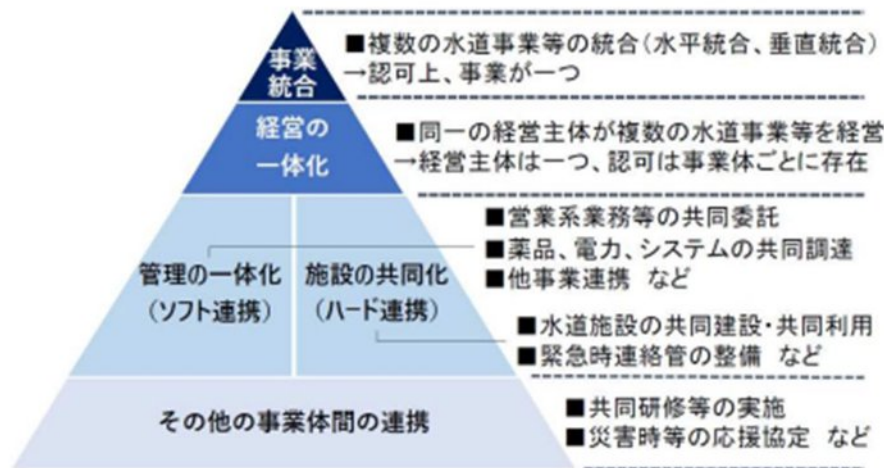 事業
統合
■複数の水道事業等の統合(水平統合、垂直統合)
→認可上、事業が一つ
経営の
一体化
■同一の経営主体が複数の水道事業等を経営
→経営主体は一つ、認可は事業体ごとに存在
管理の一体化
(ソフト連携)
施設の共同化
(ハード連携)
■営業系業務等の共同委託
■薬品、電力、システムの共同調達
■他事業連携 など
■水道施設の共同建設・共同利用
■緊急時連絡管の整備 など
その他の事業体間の連携
■共同研修等の実施
■災害時等の応援協定 など